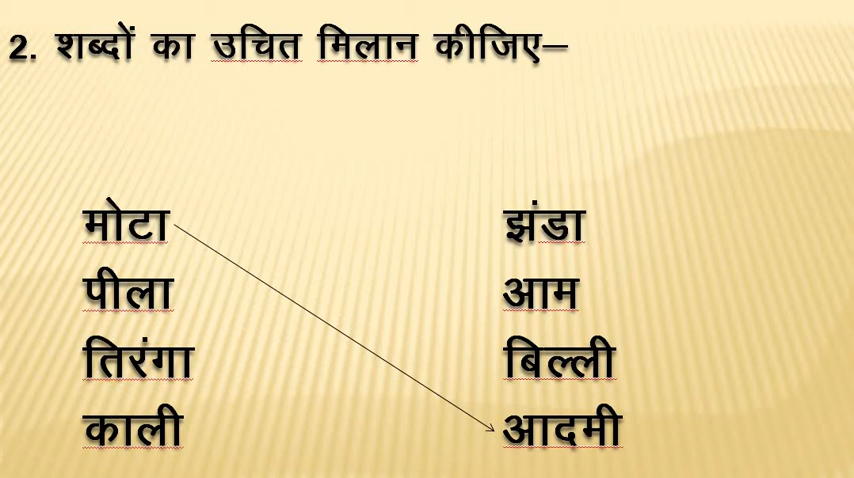 2. शब्दों का उचित मिलान कीजिए–
मोटा झंडा
पीला आम
तिरंगा बिल्ली
काली आदमी